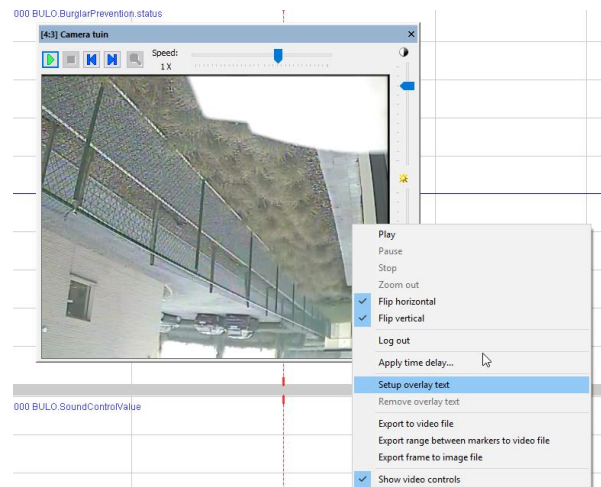 000 BULO.BurglarPrevention.status
[4:3] Camera tuin
Speed:
1 X
Play
Pause
Stop
Zoom out
Flip horizontal
Flip vertical
Log out
Apply time delay...
Setup overlay text
Remove overlay text
Export to video file
Export range between markers to video file
Export frame to image file
Show video controls
000 BULO.SoundControlValue